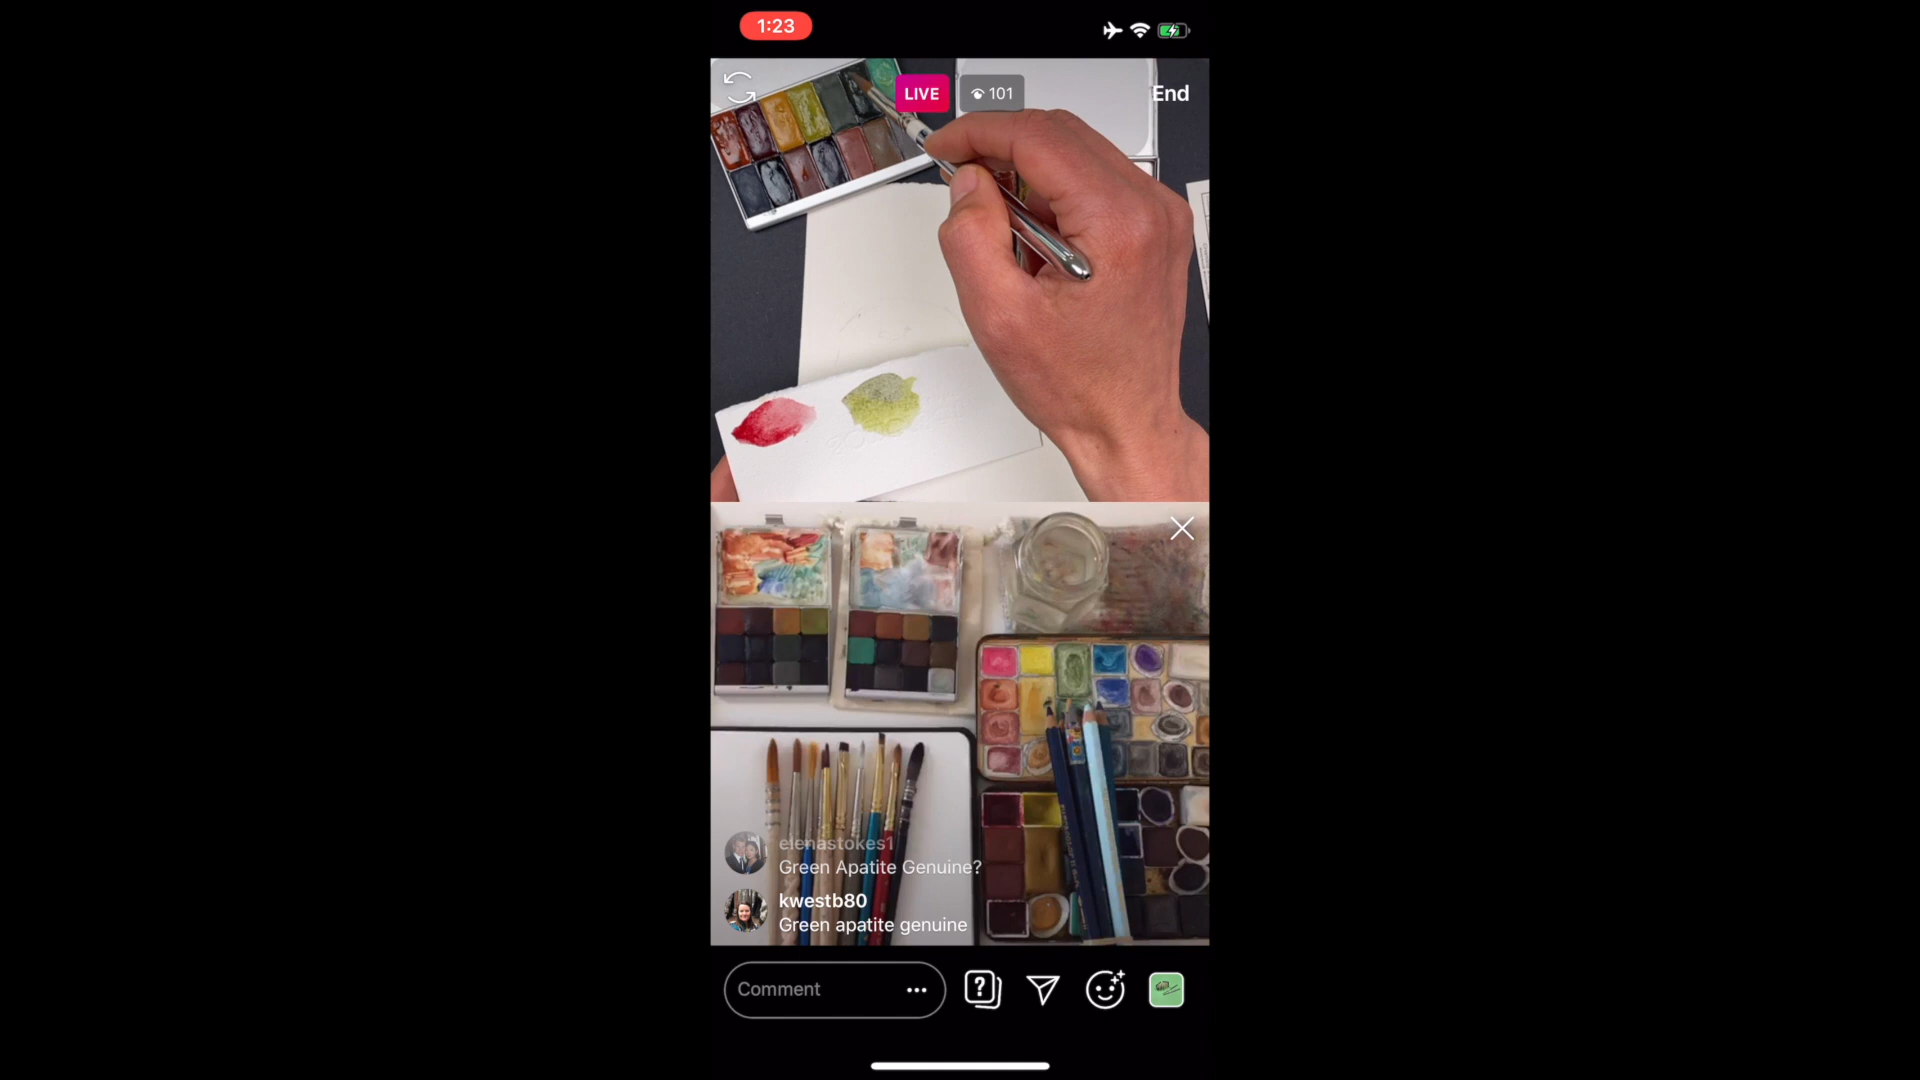 1:23
LIVE
101
End
elenastokes1
Green Apatite Genuine?
kwestb80
Green apatite genuine
Comment